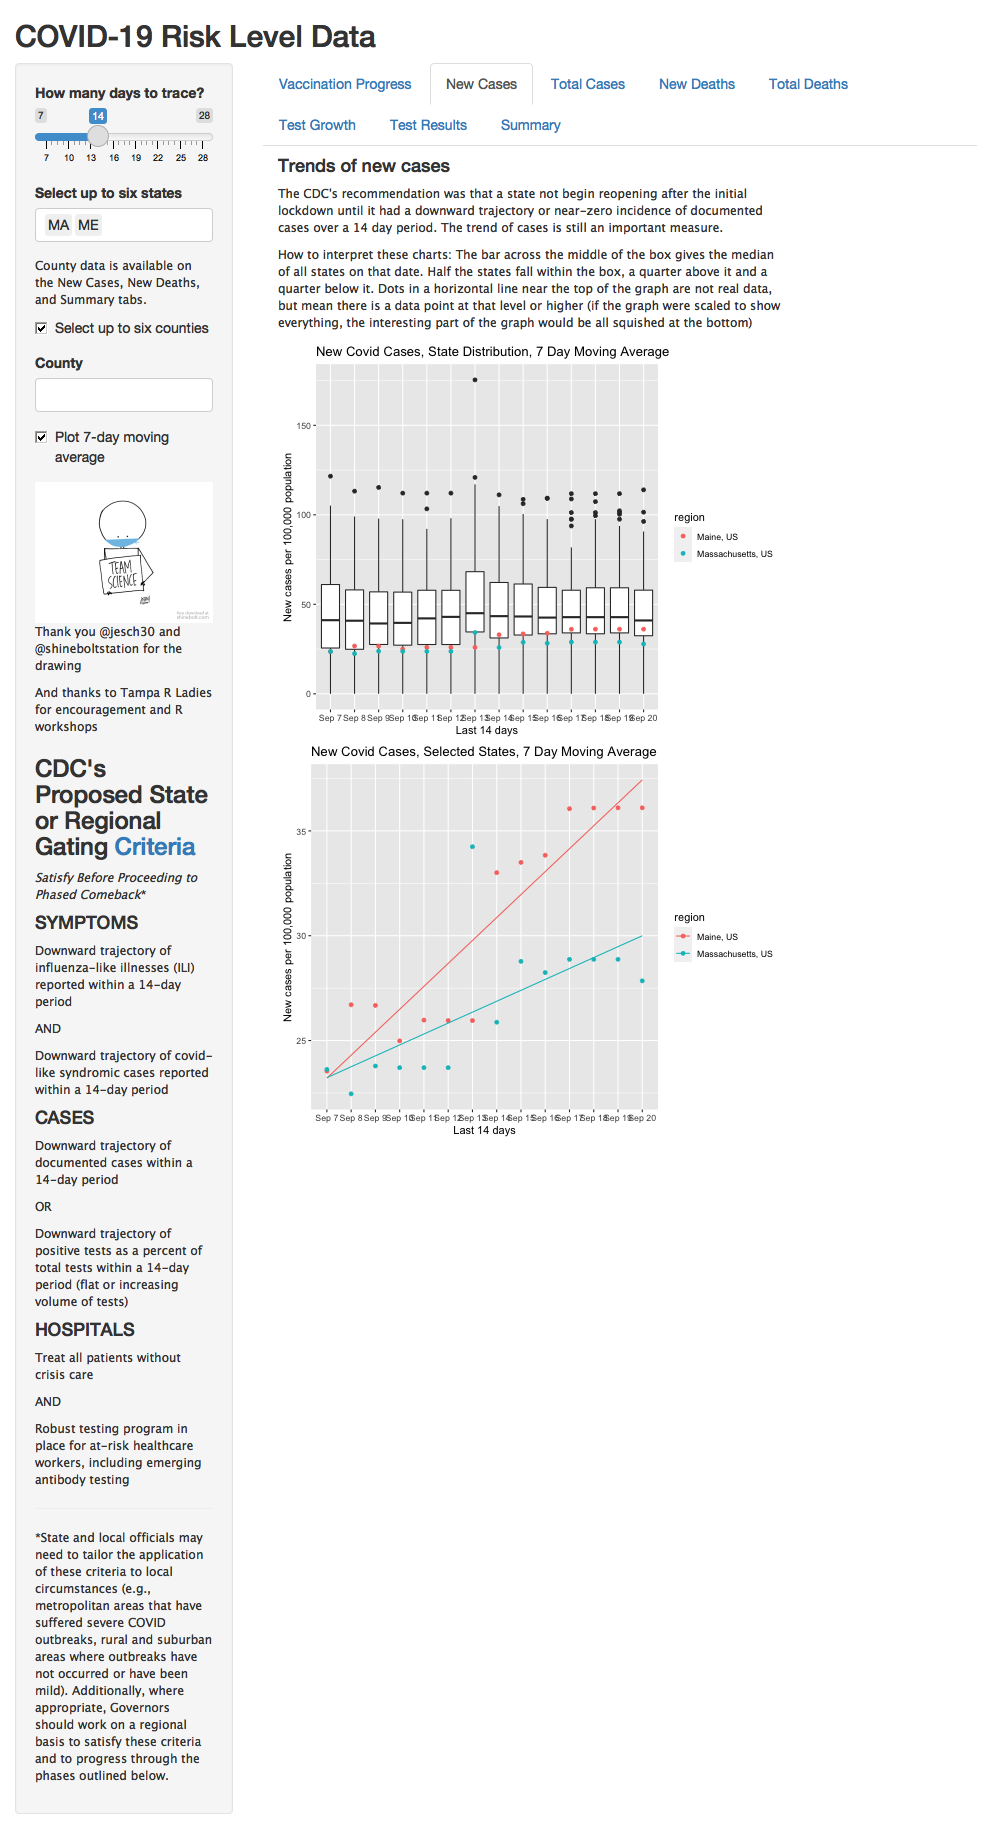 COVID-19 Risk Level Data
How many days to trace?
7 14 28
7 10 13 16 19 22 25 28
Select up to six states
MA ME
County data is available on
the New Cases, New Deaths,
and Summary tabs.
Select up to six counties
County
Plot 7-day moving
average
TEAM
SCIENCE
Thank you @jesch30 and
@shineboltstation for the
drawing
And thanks to Tampa R Ladies
for encouragement and R
workshops
CDC's
Proposed State
or Regional
Gating Criteria
Satisfy Before Proceeding to
Phased Comeback*
SYMPTOMS
Downward trajectory of
influenza-like illnesses (ILI)
reported within a 14-day
period
AND
Downward trajectory of covid-
like syndromic cases reported
within a 14-day period
CASES
Downward trajectory of
documented cases within a
14-day period
OR
Downward trajectory of
positive tests as a percent of
total tests within a 14-day
period (flat or increasing
volume of tests)
HOSPITALS
Treat all patients without
crisis care
AND
Robust testing program in
place for at-risk healthcare
workers, including emerging
antibody testing
*State and local officials may
need to tailor the application
of these criteria to local
circumstances (e.g.,
metropolitan areas that have
suffered severe COVID
outbreaks, rural and suburban
areas where outbreaks have
not occurred or have been
mild). Additionally, where
appropriate, Governors
should work on a regional
basis to satisfy these criteria
and to progress through the
phases outlined below.
Vaccination Progress New Cases Total Cases New Deaths Total Deaths
Test Growth Test Results Summary
Trends of new cases
The CDC's recommendation was that a state not begin reopening after the initial
lockdown until it had a downward trajectory or near-zero incidence of documented
cases over a 14 day period. The trend of cases is still an important measure.
How to interpret these charts: The bar across the middle of the box gives the median
of all states on that date. Half the states fall within the box, a quarter above it and a
quarter below it. Dots in a horizontal line near the top of the graph are not real data,
but mean there is a data point at that level or higher (if the graph were scaled to show
everything, the interesting part of the graph would be all squished at the bottom)
New Covid Cases, State Distribution, 7 Day Moving Average
New cases per 100,000 population
150
100
50
0
Sep 7 Sep 8 Sep 9 Sep 10 Sep 11 Sep 12 Sep 13 Sep 14 Sep 15 Sep 16 Sep 17 Sep 18 Sep 19 Sep 20
Last 14 days
region
Maine, US
Massachusetts, US
New Covid Cases, Selected States, 7 Day Moving Average
New cases per 100,000 population
35
30
25
Sep 7 Sep 8 Sep 9 Sep 10 Sep 11 Sep 12 Sep 13 Sep 14 Sep 15 Sep 16 Sep 17 Sep 18 Sep 19 Sep 20
Last 14 days
region
Maine, US
Massachusetts, US